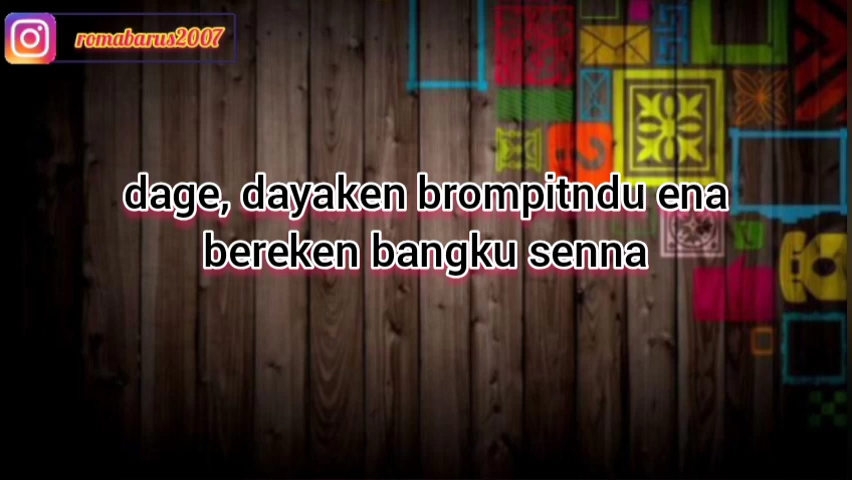 romabarus2007
dage, dayaken brompitndu ena
bereken bangku senna